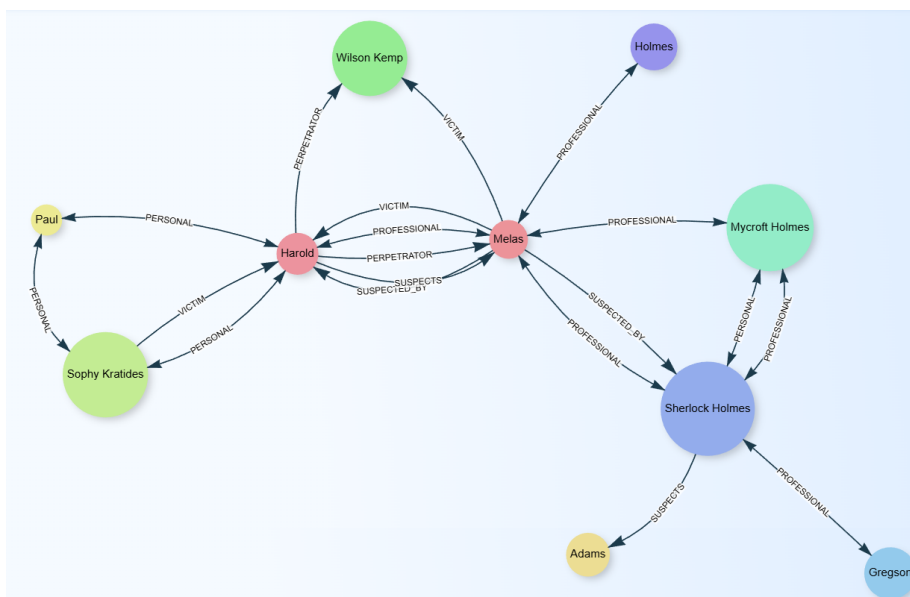 Holmes
Wilson Kemp
PERPETRATOR
VICTIM
PROFESSIONAL
Paul
PERSONAL
VICTIM
PROFESSIONAL
PERPETRATOR
SUSPECTS
SUSPECTED_BY
Harold
Melas
PROFESSIONAL
Mycroft Holmes
PERSONAL
VICTIM
PERSONAL
Sophy Kratides
SUSPECTED_BY
PROFESSIONAL
PERSONAL
PROFESSIONAL
Sherlock Holmes
SUSPECTS
PROFESSIONAL
Adams
Gregson